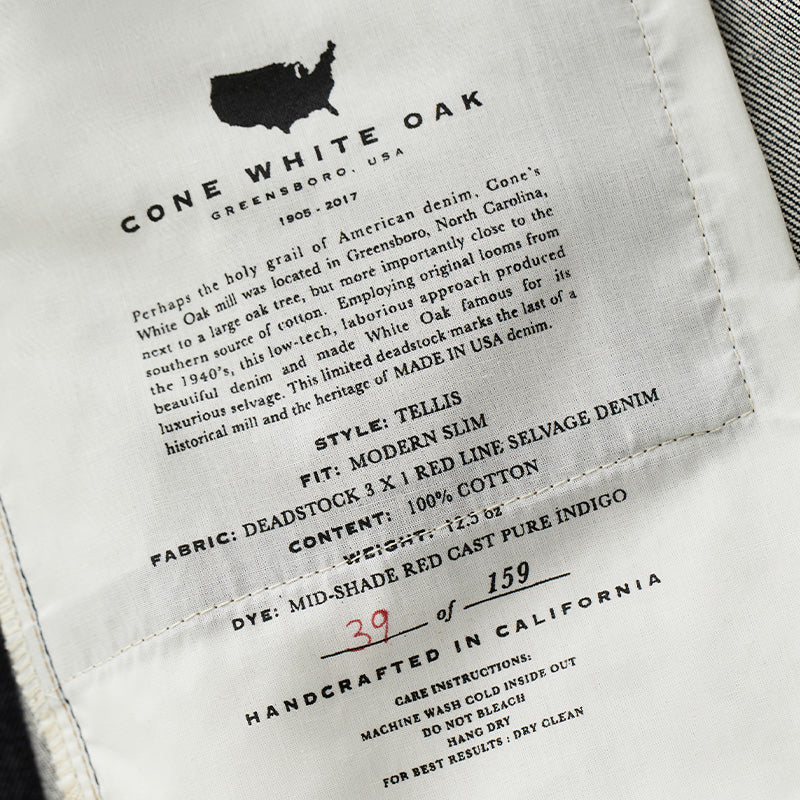 CONE WHITE OAK
GREENSBORO, USA
1905 - 2017
Perhaps the holy grail of American denim, Cone's
White Oak mill was located in Greensboro, North Carolina,
next to a large oak tree, but more importantly close to the
southern source of cotton. Employing original looms from
the 1940's, this low-tech, laborious approach produced
beautiful denim and made White Oak famous for its
luxurious selvage. This limited deadstock marks the last of a
historical mill and the heritage of MADE IN USA denim.
STYLE: TELLIS
FIT: MODERN SLIM
FABRIC: DEADSTOCK 3 X 1 RED LINE SELVAGE DENIM
CONTENT: 100% COTTON
WEIGHT: 12.5 oz
DYE: MID-SHADE RED CAST PURE INDIGO
39 of 159
HANDCRAFTED IN CALIFORNIA
CARE INSTRUCTIONS:
MACHINE WASH COLD INSIDE OUT
DO NOT BLEACH
HANG DRY
FOR BEST RESULTS : DRY CLEAN